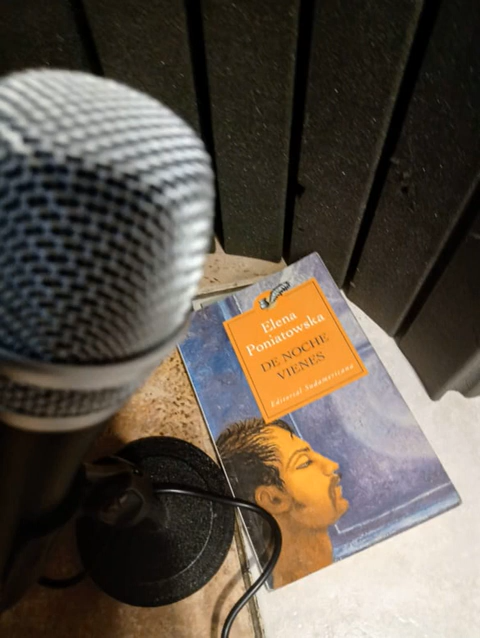 Elena
Poniatowska
DE NOCHE
VIENES
Editorial Sudamericana